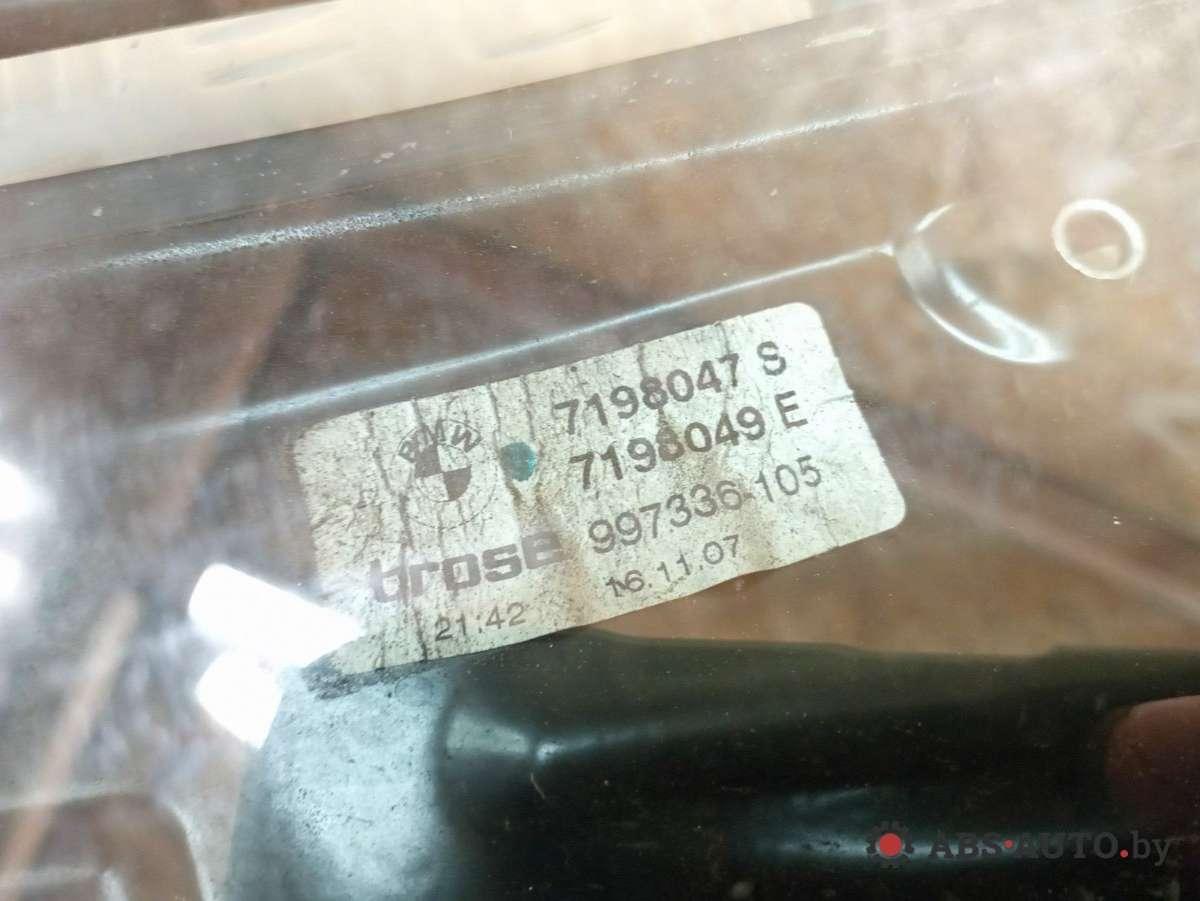 BMW
7198047 S
7198049 E
brose 997336-105
21:42 16.11.07
ABS•AUTO.by